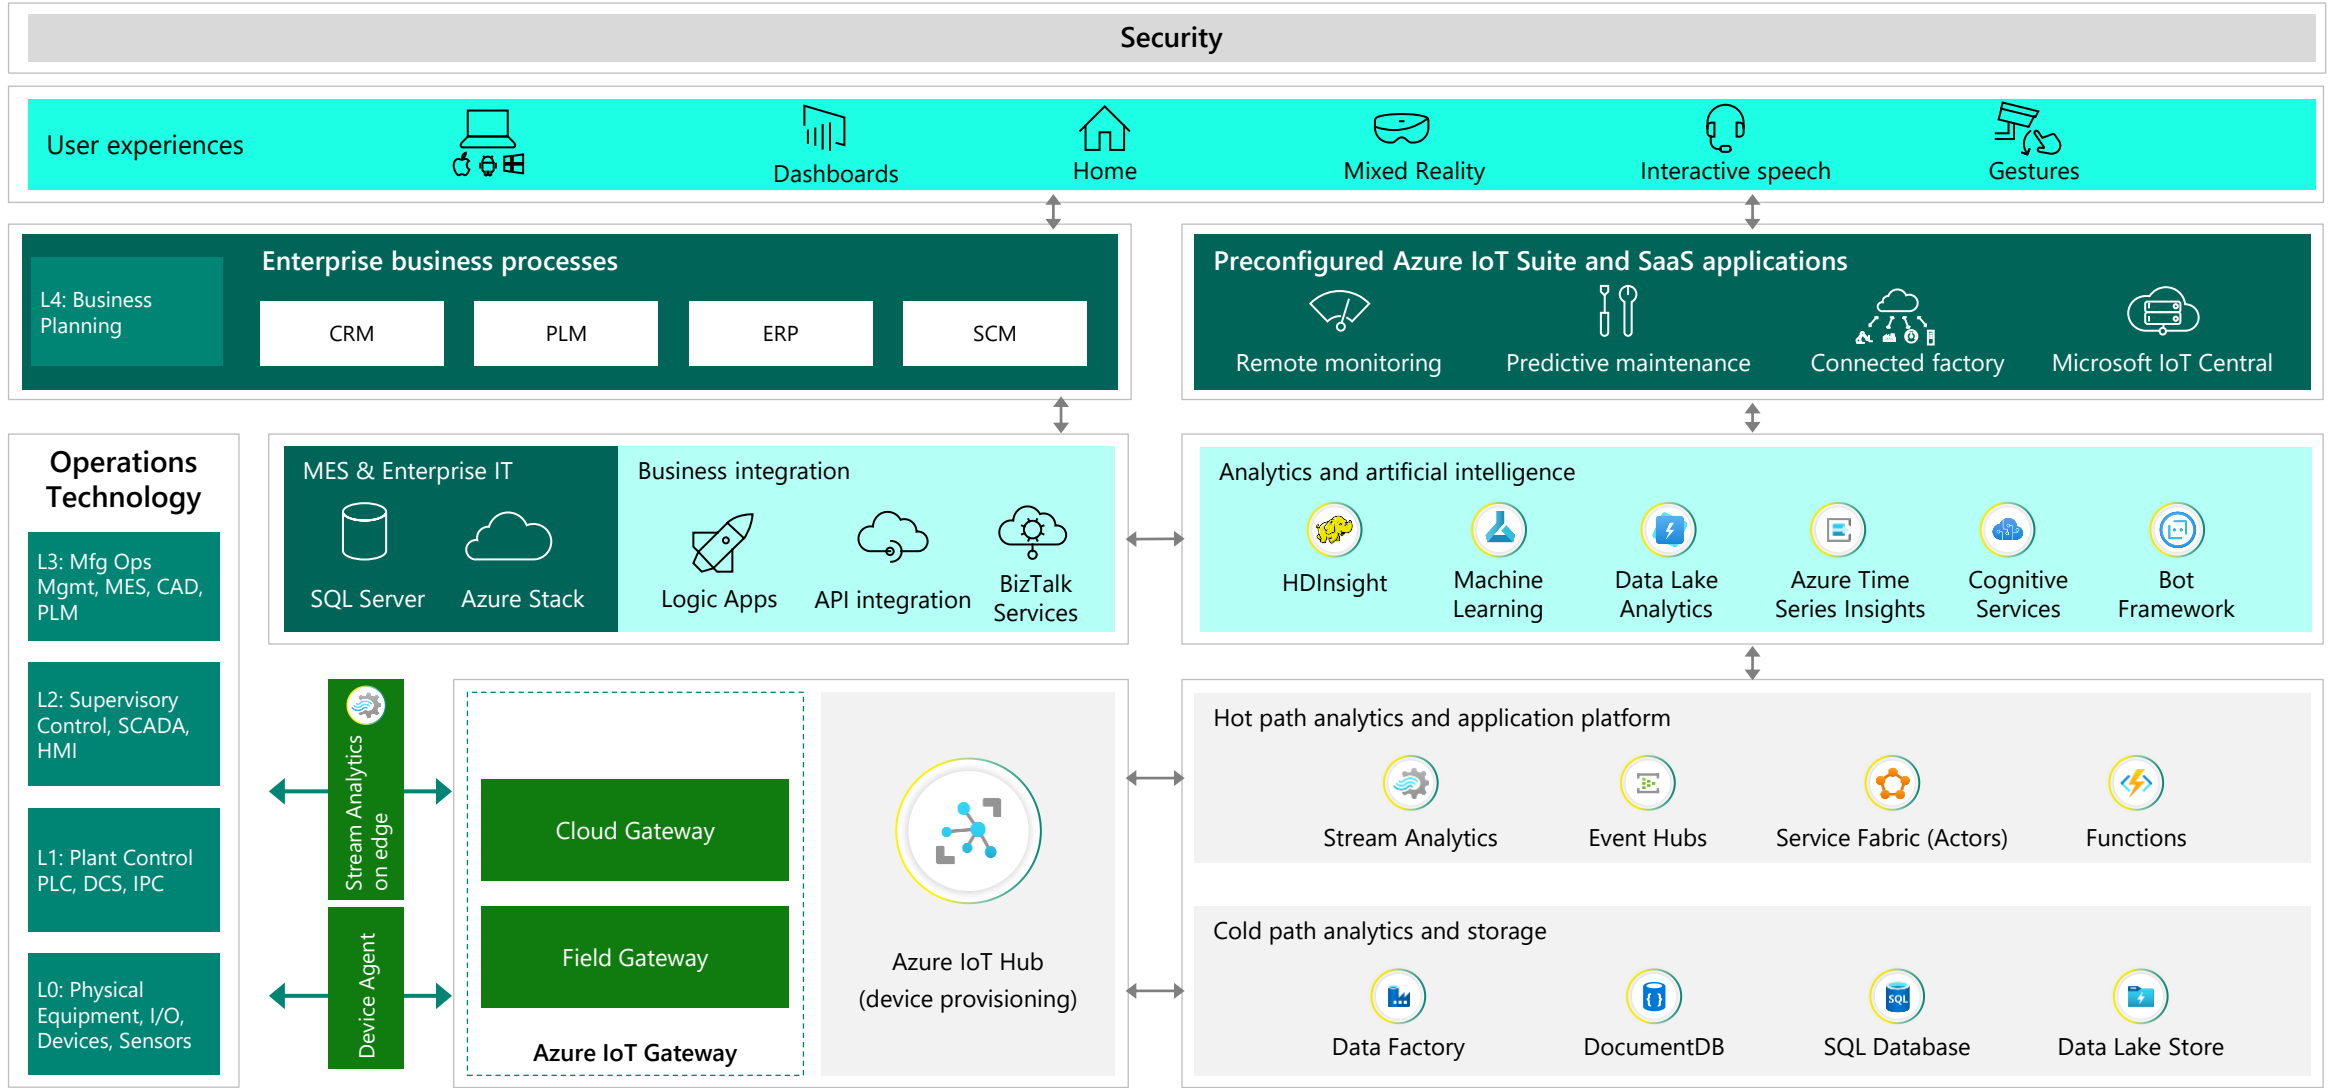 Security
User experiences
Dashboards
Home
Mixed Reality
Interactive speech
Gestures
L4: Business
Planning
Enterprise business processes
CRM
PLM
ERP
SCM
Preconfigured Azure IoT Suite and SaaS applications
Remote monitoring
Predictive maintenance
Connected factory
Microsoft IoT Central
Operations
Technology
L3: Mfg Ops
Mgmt, MES, CAD,
PLM
L2: Supervisory
Control, SCADA,
HMI
L1: Plant Control
PLC, DCS, IPC
L0: Physical
Equipment, I/O,
Devices, Sensors
MES & Enterprise IT
SQL Server
Azure Stack
Business integration
Logic Apps
API integration
BizTalk
Services
Analytics and artificial intelligence
HDInsight
Machine
Learning
Data Lake
Analytics
Azure Time
Series Insights
Cognitive
Services
Bot
Framework
Stream Analytics
on edge
Device Agent
Cloud Gateway
Field Gateway
Azure IoT Gateway
Azure IoT Hub
(device provisioning)
Hot path analytics and application platform
Stream Analytics
Event Hubs
Service Fabric (Actors)
Functions
Cold path analytics and storage
Data Factory
DocumentDB
SQL
SQL Database
Data Lake Store